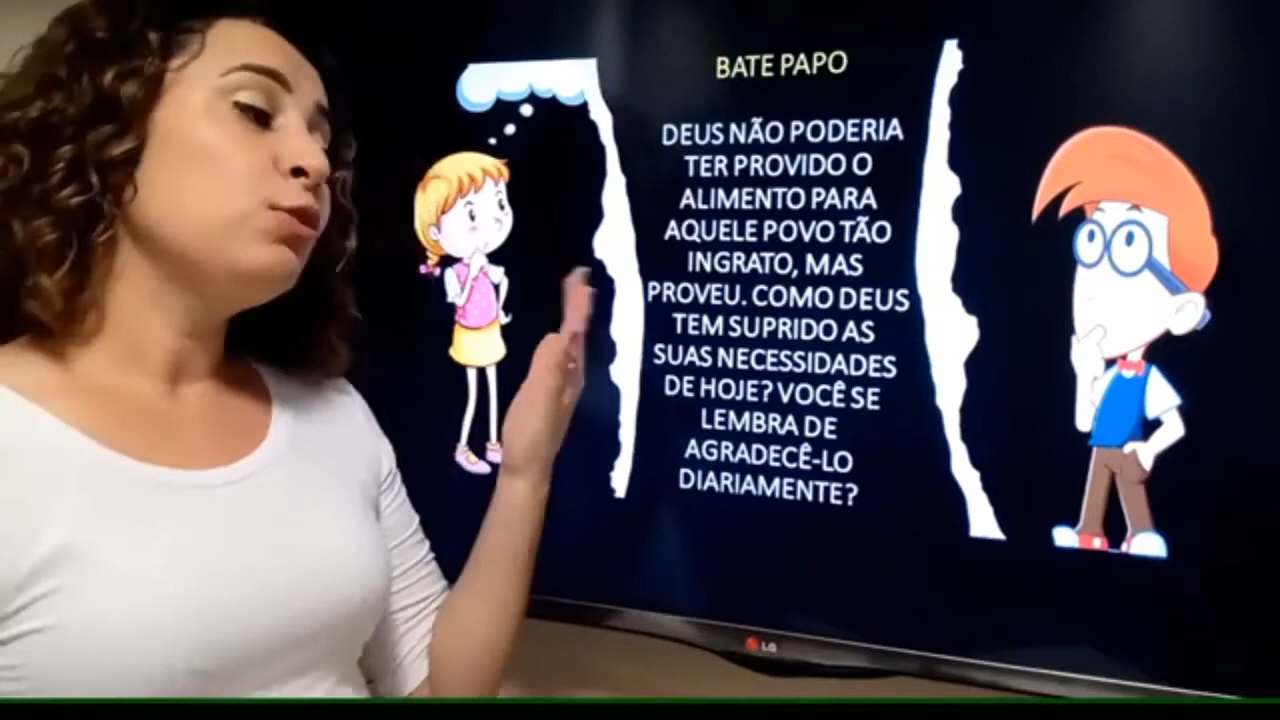 BATE PAPO
DEUS NÃO PODERIA
TER PROVIDO O
ALIMENTO PARA
AQUELE POVO TÃO
INGRATO, MAS
PROVEU. COMO DEUS
TEM SUPRIDO AS
SUAS NECESSIDADES
DE HOJE? VOCÊ SE
LEMBRA DE
AGRADECÊ-LO
DIARIAMENTE?
LG